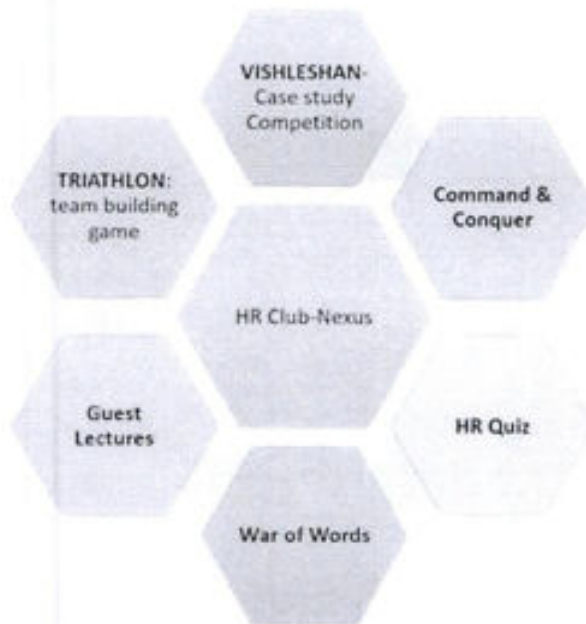 VISHLESHAN-
Case study
Competition
TRIATHLON:
team building
game
Command &
Conquer
HR Club-Nexus
Guest
Lectures
HR Quiz
War of Words